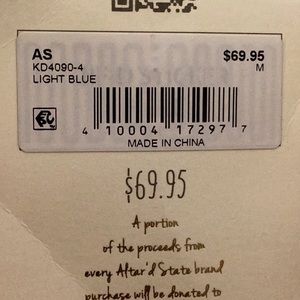 AS
$69.95
KD4090-4
M
LIGHT BLUE
4 10004 17297 7
MADE IN CHINA
$69.95
A portion
of the proceeds from
every Altar'd State brand
purchase will be donated to